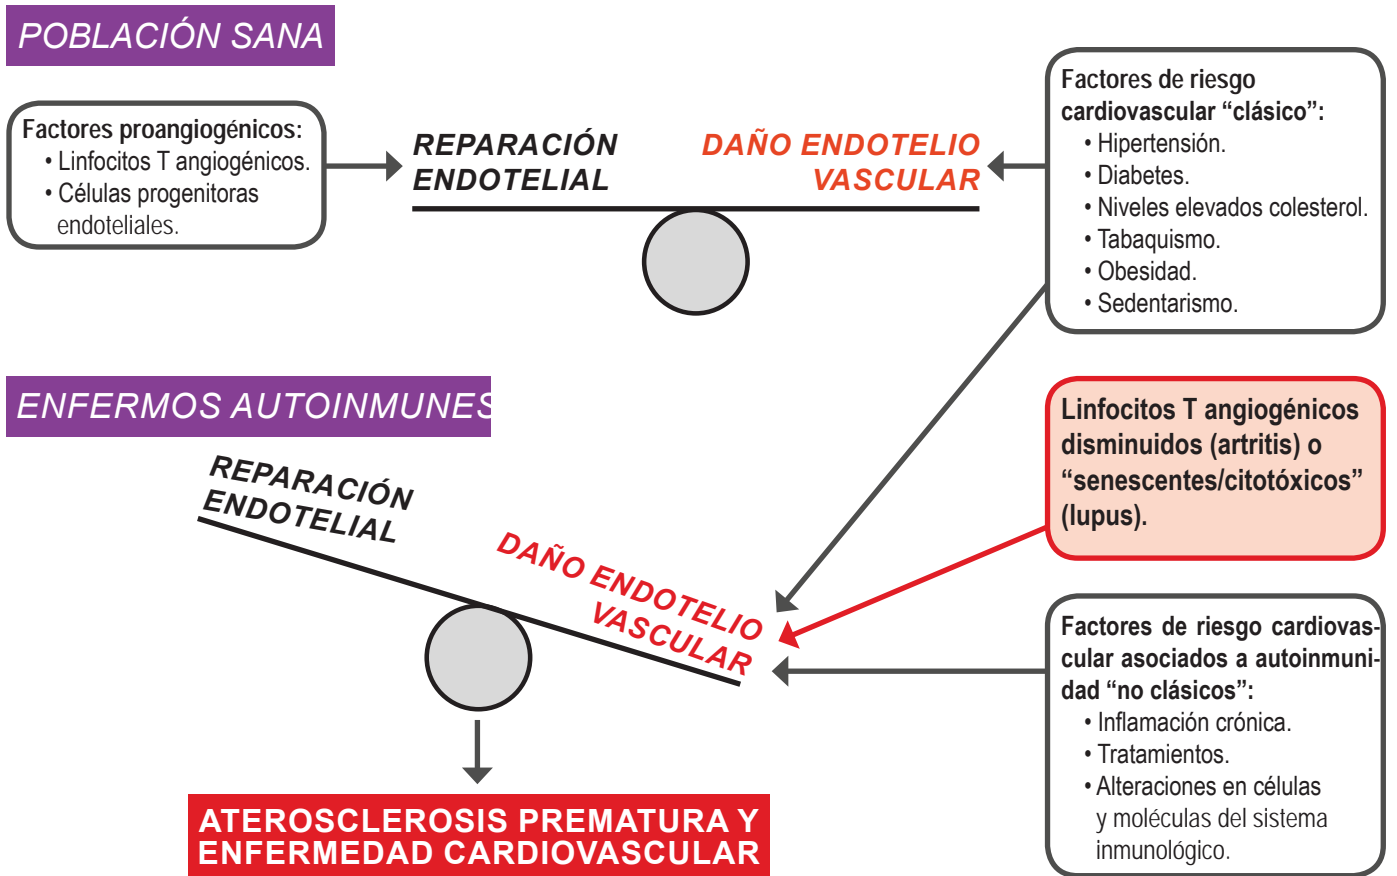 POBLACIÓN SANA
Factores proangiogénicos:
• Linfocitos T angiogénicos.
• Células progenitoras
endoteliales.
REPARACIÓN
ENDOTELIAL
DAÑO ENDOTELIO
VASCULAR
Factores de riesgo
cardiovascular “clásico”:
• Hipertensión.
• Diabetes.
• Niveles elevados colesterol.
• Tabaquismo.
• Obesidad.
• Sedentarismo.
ENFERMOS AUTOINMUNES
REPARACIÓN
ENDOTELIAL
DAÑO ENDOTELIO
VASCULAR
Linfocitos T angiogénicos
disminuidos (artritis) o
“senescentes/citotóxicos”
(lupus).
Factores de riesgo cardiovas-
cular asociados a autoinmuni-
dad “no clásicos”:
• Inflamación crónica.
• Tratamientos.
• Alteraciones en células
y moléculas del sistema
inmunológico.
ATEROSCLEROSIS PREMATURA Y
ENFERMEDAD CARDIOVASCULAR